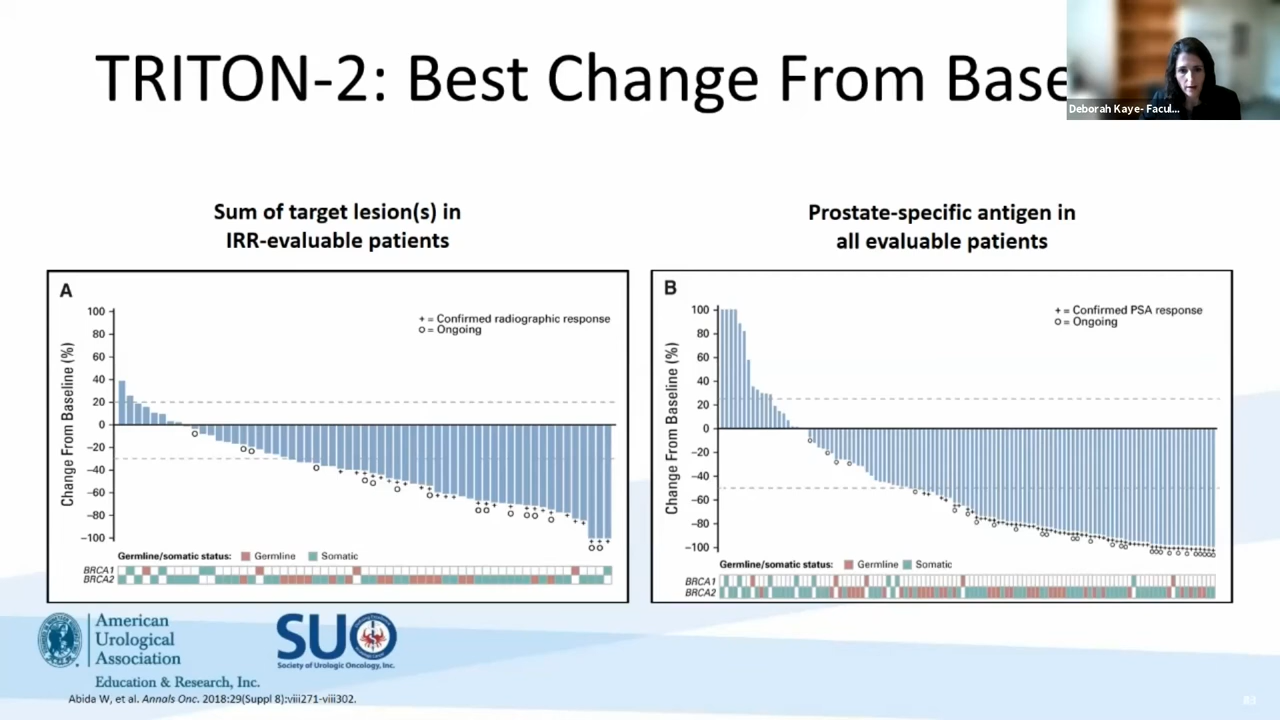 TRITON-2: Best Change From Base
Deborah Kaye- Facul...
Sum of target lesion(s) in
IRR-evaluable patients
Prostate-specific antigen in
all evaluable patients
A
+ = Confirmed radiographic response
O = Ongoing
Change From Baseline (%)
100
80
60
40
20
0
−20
−40
−60
−80
−100
Germline/somatic status: Germline Somatic
BRCA1
BRCA2
B
+ = Confirmed PSA response
O = Ongoing
Change From Baseline (%)
100
80
60
40
20
0
−20
−40
−60
−80
−100
Germline/somatic status: Germline Somatic
BRCA1
BRCA2
American
Urological
Association
Education & Research, Inc.
SUO
Society of Urologic Oncology, Inc.
Abida W, et al. Annals Onc. 2018:29(Suppl 8):viii271-viii302.
83